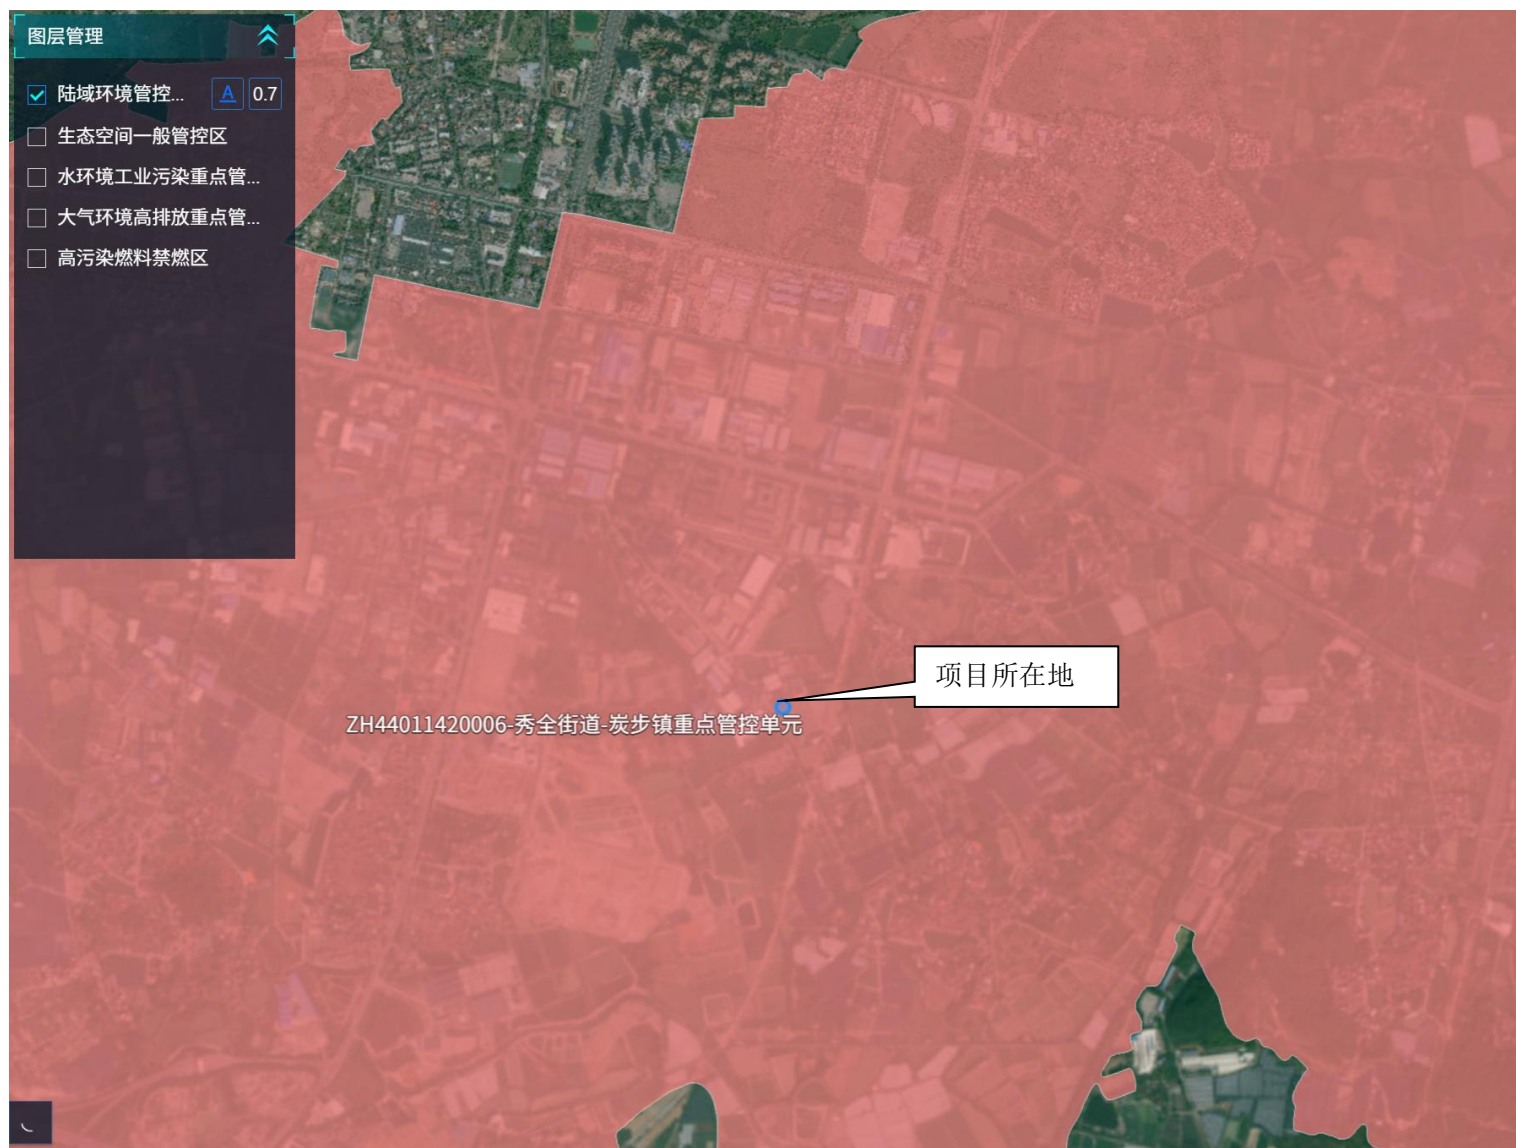 图层管理
陆域环境管控... A 0.7
生态空间一般管控区
水环境工业污染重点管...
大气环境高排放重点管...
高污染燃料禁燃区
项目所在地
ZH44011420006-秀全街道-炭步镇重点管控单元